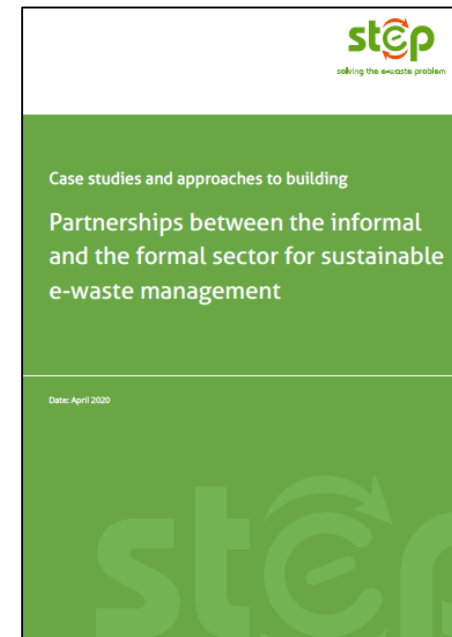 step
solving the e-waste problem
Case studies and approaches to building
Partnerships between the informal
and the formal sector for sustainable
e-waste management
Date: April 2020
step